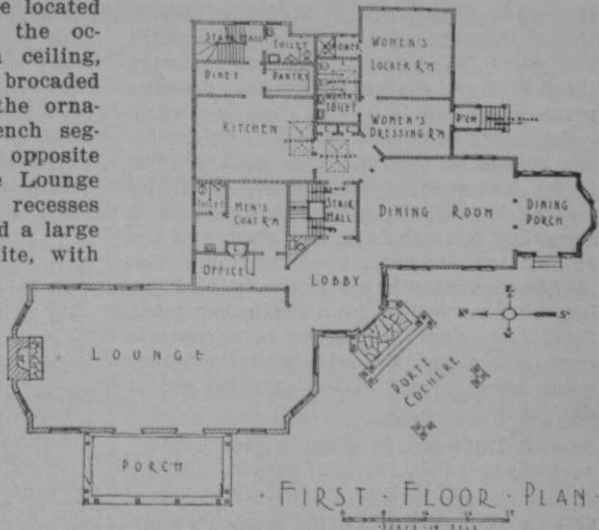 e located
the oc-
ceiling,
brocaded
the orna-
ench seg-
opposite
e Lounge
recesses
d a large
ite, with
STAIR HALL
TOILET
SHOWER
WOMEN'S
LOCKER R'M
DINET
PANTRY
WOMEN'S
TOILET
KITCHEN
WOMEN'S
DRESSING R'M
P'CH
TOILET
MEN'S
COAT R'M
STAIR
HALL
DINING ROOM
DINING
PORCH
OFFICE
LOBBY
LOUNGE
PORTE
COCHERE
PORCH
E.
N.
S.
W.
· FIRST · FLOOR · PLAN ·